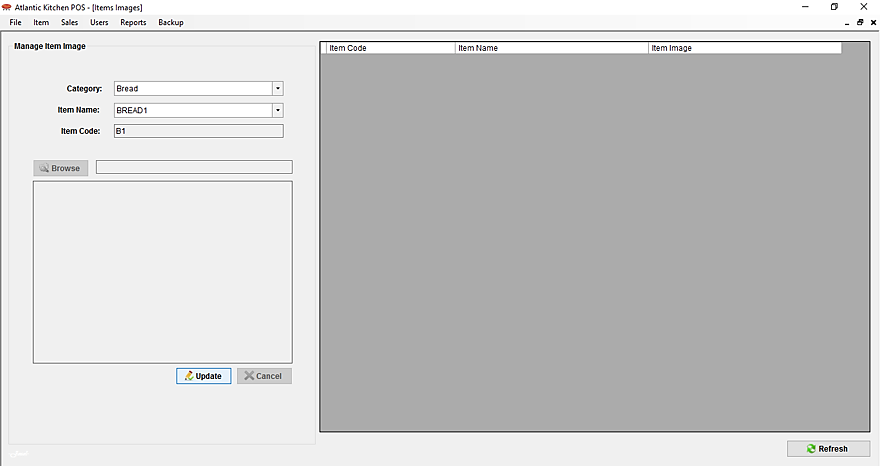 Atlantic Kitchen POS - [Items Images]
File Item Sales Users Reports Backup
Manage Item Image
Category: Bread
Item Name: BREAD1
Item Code: B1
Browse
Update Cancel
Item Code Item Name Item Image
Refresh